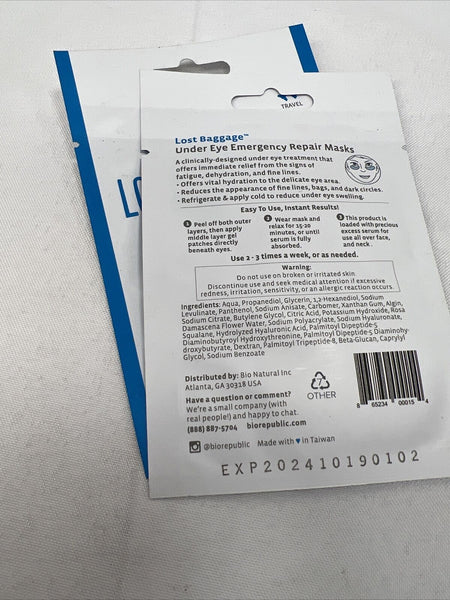 LO
TRAVEL
Lost Baggage™
Under Eye Emergency Repair Masks
A clinically-designed under eye treatment that
offers immediate relief from the signs of
fatigue, dehydration, and fine lines.
• Offers vital hydration to the delicate eye area.
• Reduces the appearance of fine lines, bags, and dark circles.
• Refrigerate & apply cold to reduce under eye swelling.
Easy To Use, Instant Results!
1 Peel off both outer layers, then apply middle layer gel patches directly beneath eyes.
2 Wear mask and relax for 15-20 minutes, or until serum is fully absorbed.
3 This product is loaded with precious excess serum for use all over face, and neck.
Use 2 - 3 times a week, or as needed.
Warning:
Do not use on broken or irritated skin.
Discontinue use and seek medical attention if excessive
redness, irritation, sensitivity, or an allergic reaction occurs.
Ingredients: Aqua, Propanediol, Glycerin, 1,2-Hexanediol, Sodium
Levulinate, Panthenol, Sodium Anisate, Carbomer, Xanthan Gum, Algin,
Sodium Citrate, Butylene Glycol, Citric Acid, Potassium Hydroxide, Rosa
Damascena Flower Water, Sodium Polyacrylate, Sodium Hyaluronate,
Squalane, Hydrolyzed Hyaluronic Acid, Palmitoyl Dipeptide-5
Diaminobutyroyl Hydroxythreonine, Palmitoyl Dipeptide-5 Diaminohy-
droxybutyrate, Dextran, Palmitoyl Tripeptide-8, Beta-Glucan, Caprylyl
Glycol, Sodium Benzoate
Distributed by: Bio Natural Inc
Atlanta, GA 30318 USA
Have a question or comment?
We're a small company (with
real people!) and happy to chat.
(888) 887-5704 biorepublic.com
@biorepublic Made with ♥ in Taiwan
7
OTHER
8 65234 00015 4
EXP202410190102